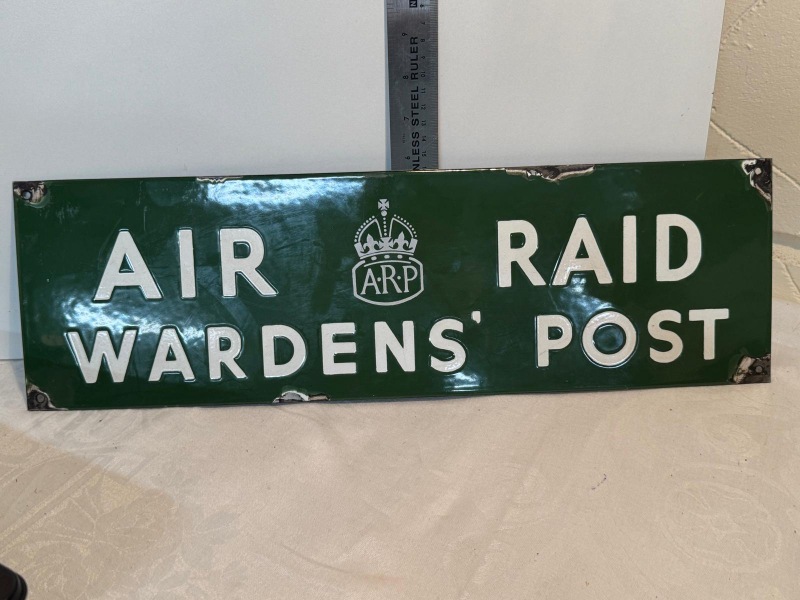 AIR RAID
A·R·P
WARDENS' POST
NLESS STEEL RULER